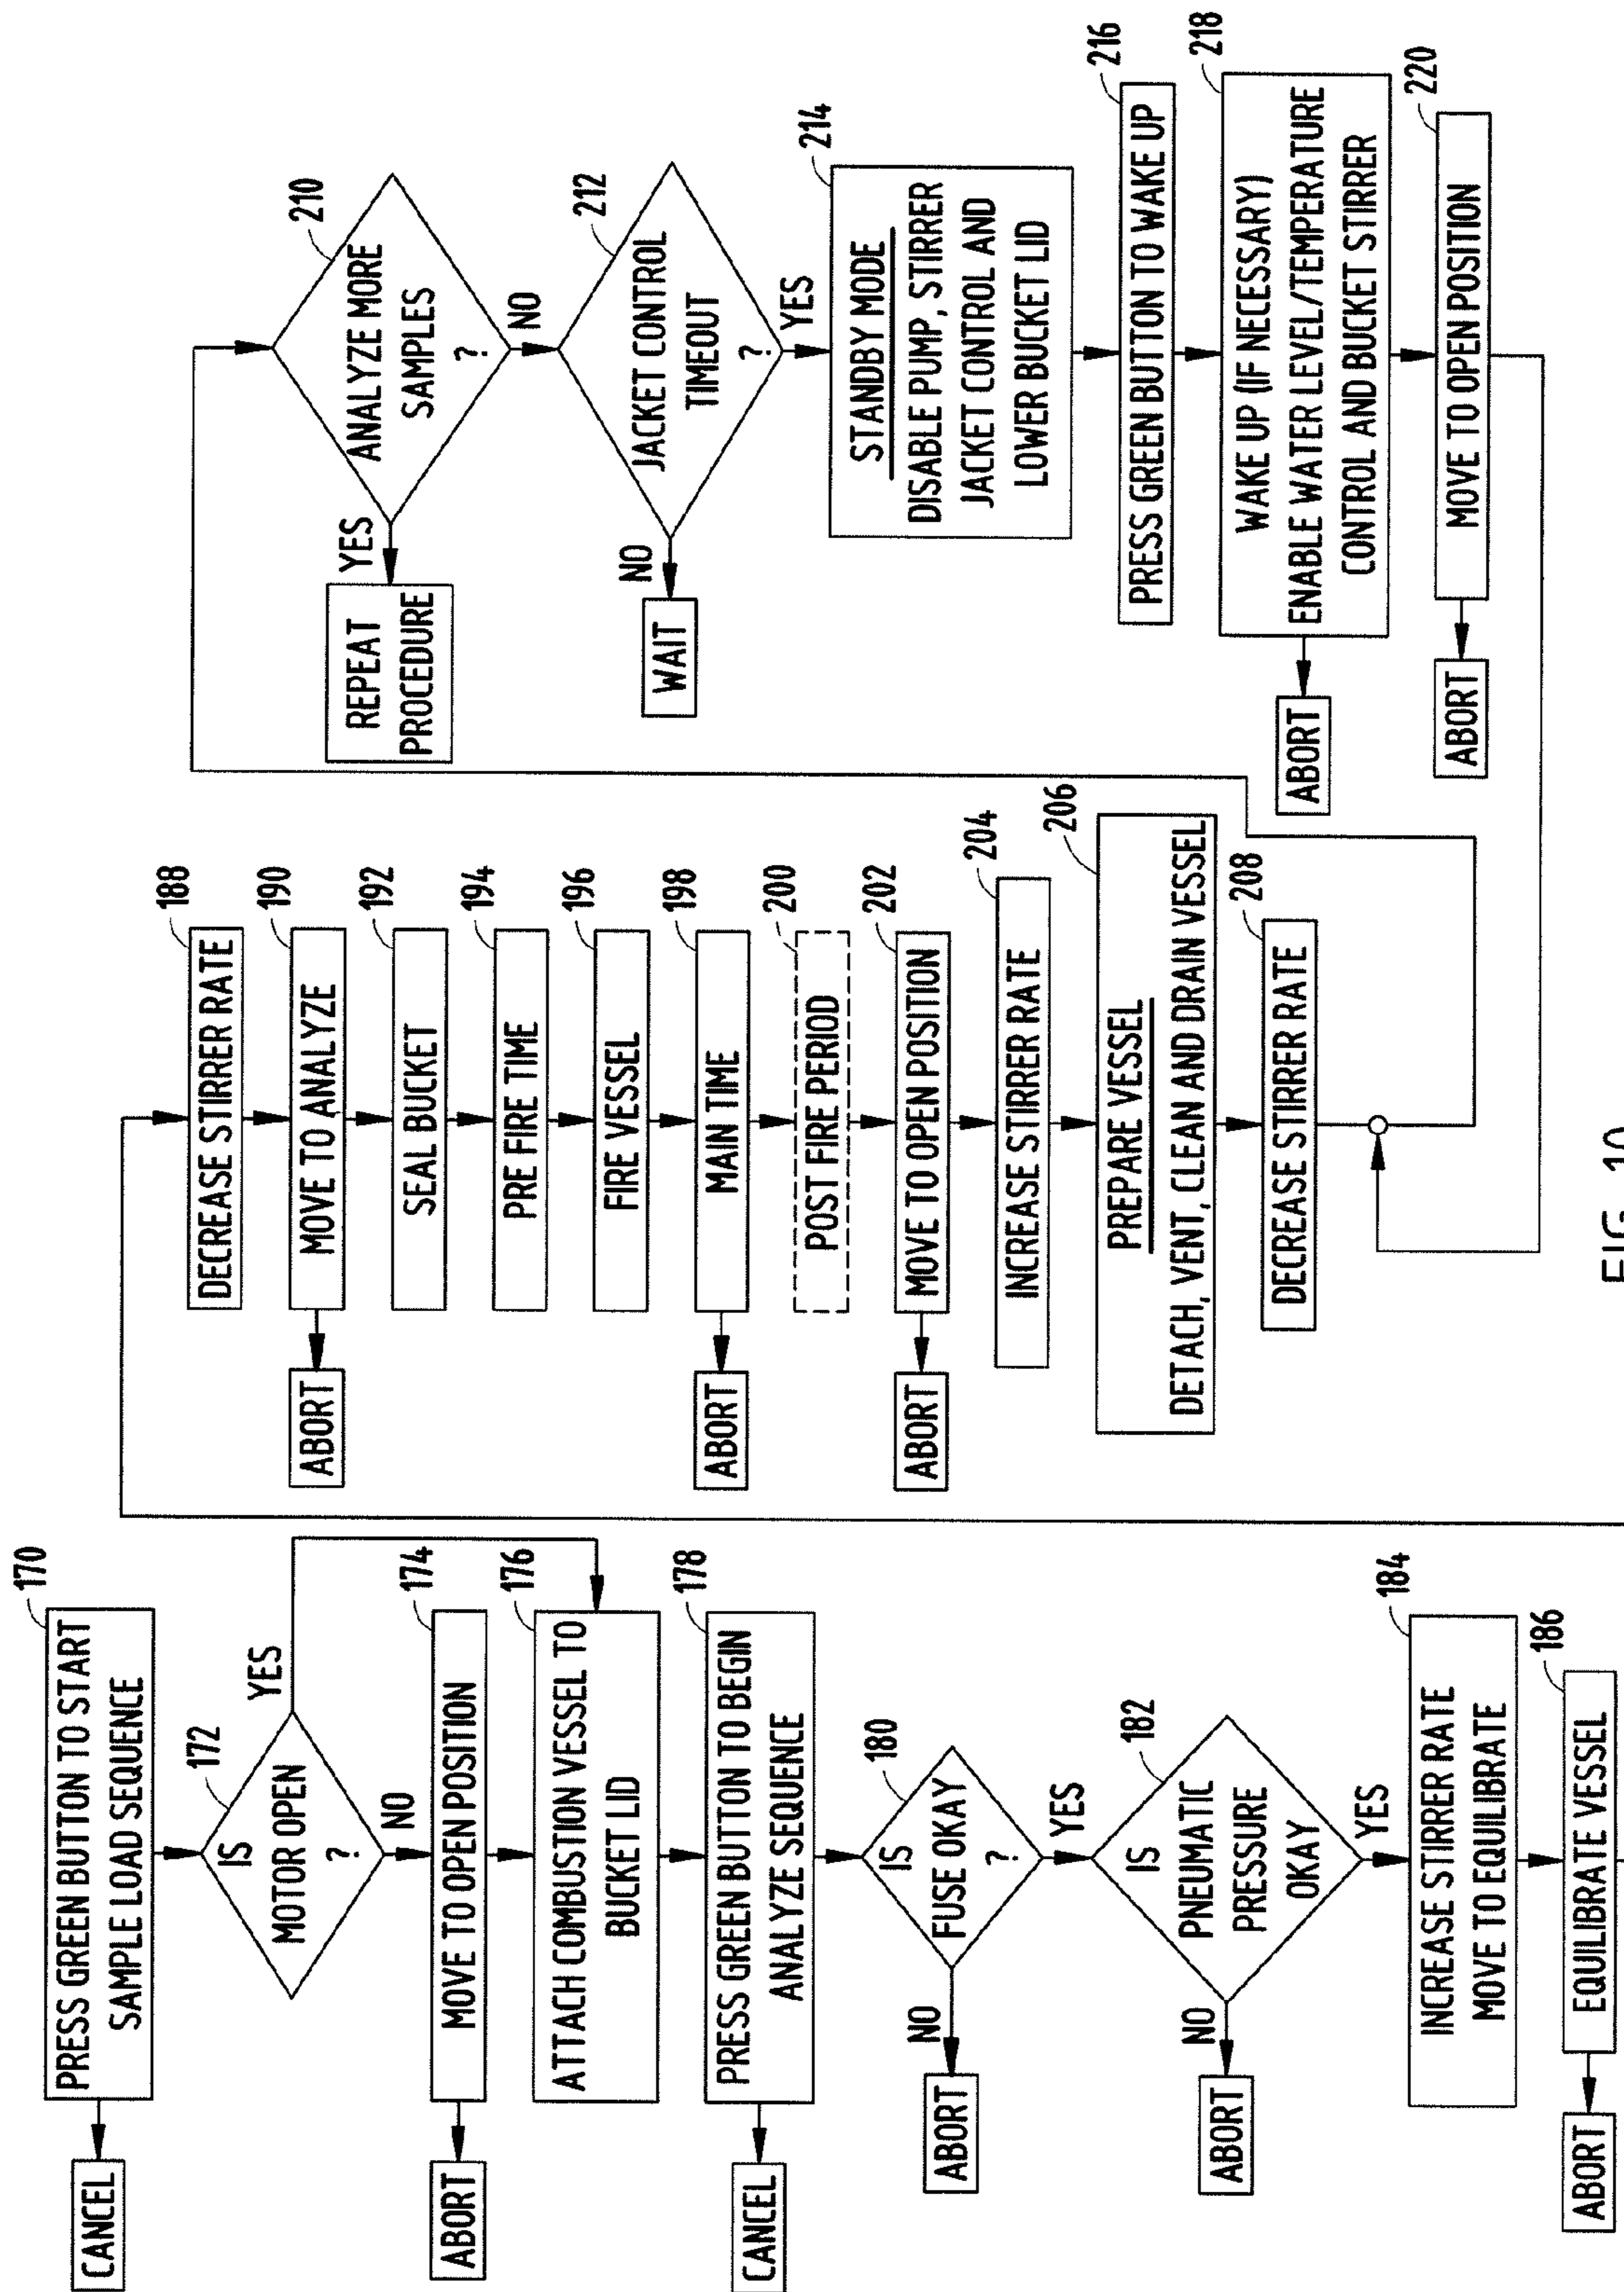 170
PRESS GREEN BUTTON TO START
SAMPLE LOAD SEQUENCE
CANCEL
172
IS
MOTOR OPEN
?
YES
NO
174
MOVE TO OPEN POSITION
ABORT
176
ATTACH COMBUSTION VESSEL TO
BUCKET LID
178
PRESS GREEN BUTTON TO BEGIN
ANALYZE SEQUENCE
CANCEL
180
IS
FUSE OKAY
?
NO
ABORT
YES
182
IS
PNEUMATIC
PRESSURE
OKAY
NO
ABORT
YES
184
INCREASE STIRRER RATE
MOVE TO EQUILIBRATE
186
EQUILIBRATE VESSEL
ABORT
188
DECREASE STIRRER RATE
190
MOVE TO ANALYZE
ABORT
192
SEAL BUCKET
194
PRE FIRE TIME
196
FIRE VESSEL
198
MAIN TIME
ABORT
200
POST FIRE PERIOD
202
MOVE TO OPEN POSITION
ABORT
204
INCREASE STIRRER RATE
206
PREPARE VESSEL
DETACH, VENT, CLEAN AND DRAIN VESSEL
208
DECREASE STIRRER RATE
210
ANALYZE MORE
SAMPLES
?
YES
REPEAT
PROCEDURE
NO
212
JACKET CONTROL
TIMEOUT
?
NO
WAIT
YES
214
STANDBY MODE
DISABLE PUMP, STIRRER
JACKET CONTROL AND
LOWER BUCKET LID
216
PRESS GREEN BUTTON TO WAKE UP
218
WAKE UP (IF NECESSARY)
ENABLE WATER LEVEL/TEMPERATURE
CONTROL AND BUCKET STIRRER
ABORT
220
MOVE TO OPEN POSITION
ABORT
FIG. 10